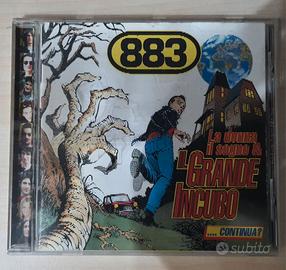 883
La donna
il sogno &
IL GRANDE
INCUBO
.... CONTINUA?
subito